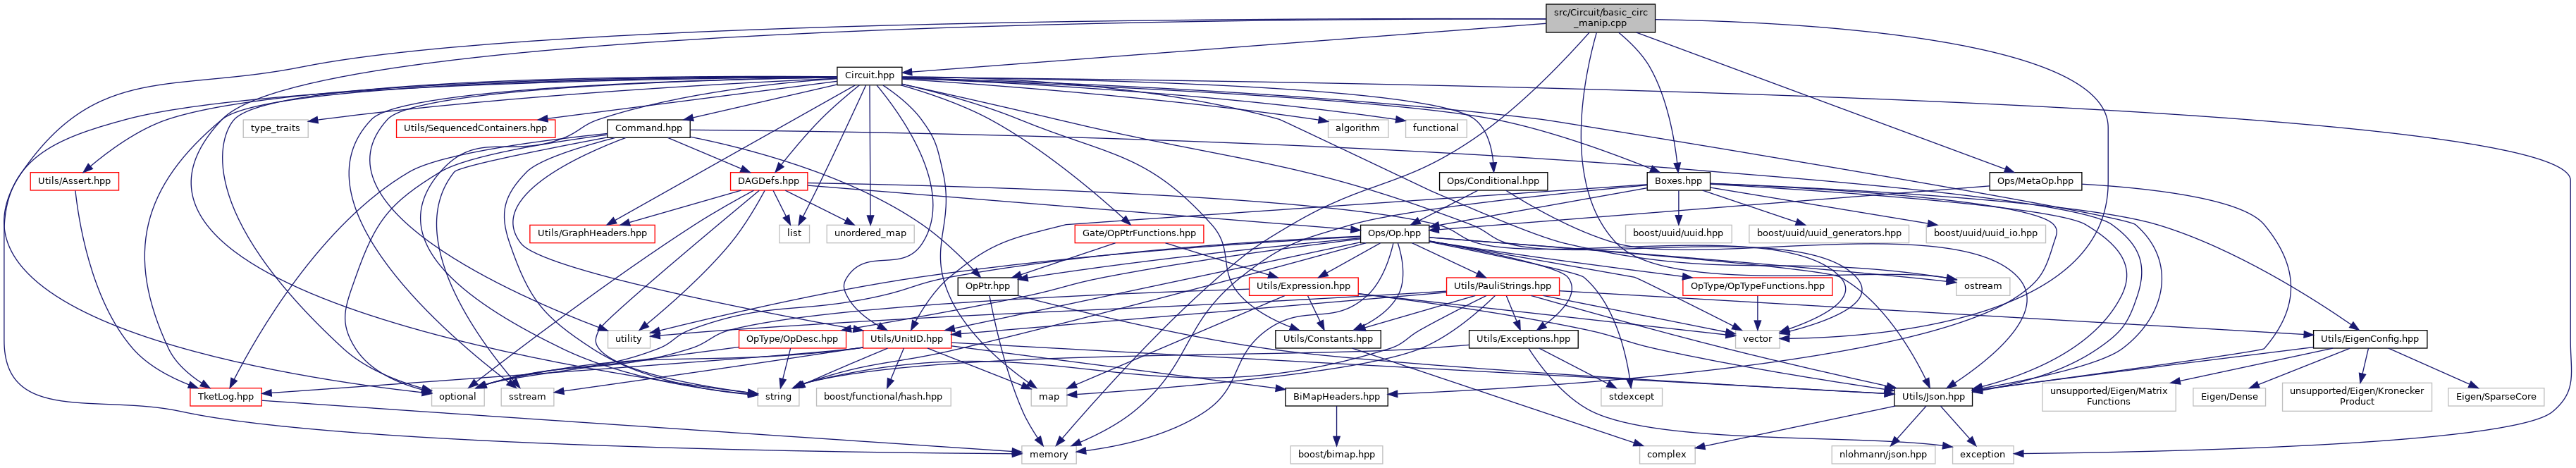 src/Circuit/basic_circ
_manip.cpp
Circuit.hpp
type_traits
Utils/SequencedContainers.hpp
Command.hpp
algorithm
functional
Utils/Assert.hpp
DAGDefs.hpp
Ops/Conditional.hpp
Boxes.hpp
Ops/MetaOp.hpp
Utils/GraphHeaders.hpp
list
unordered_map
Gate/OpPtrFunctions.hpp
Ops/Op.hpp
boost/uuid/uuid.hpp
boost/uuid/uuid_generators.hpp
boost/uuid/uuid_io.hpp
OpPtr.hpp
Utils/Expression.hpp
Utils/PauliStrings.hpp
OpType/OpTypeFunctions.hpp
ostream
utility
OpType/OpDesc.hpp
Utils/UnitID.hpp
Utils/Constants.hpp
Utils/Exceptions.hpp
vector
Utils/EigenConfig.hpp
TketLog.hpp
optional
sstream
string
boost/functional/hash.hpp
map
BiMapHeaders.hpp
stdexcept
Utils/Json.hpp
unsupported/Eigen/Matrix
Functions
Eigen/Dense
unsupported/Eigen/Kronecker
Product
Eigen/SparseCore
memory
boost/bimap.hpp
complex
nlohmann/json.hpp
exception